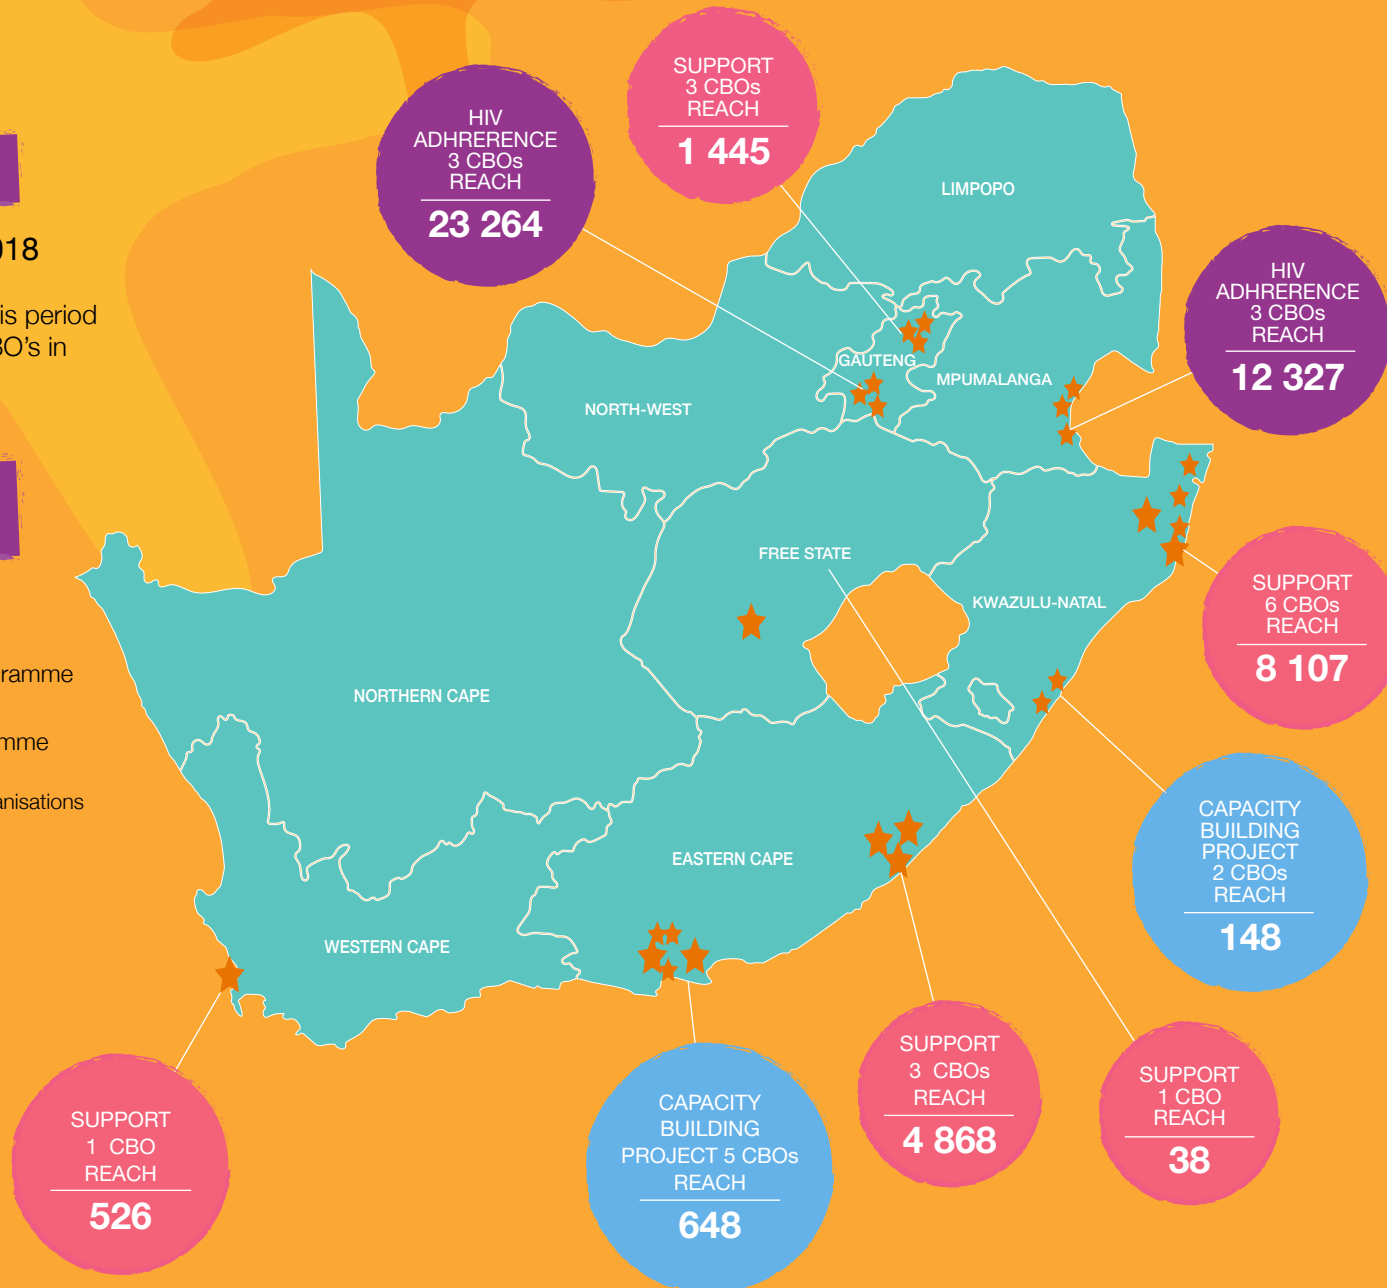 018
is period
BO's in
ramme
mme
anisations
HIV
ADHRERENCE
3 CBOs
REACH
23 264
SUPPORT
3 CBOs
REACH
1 445
HIV
ADHRERENCE
3 CBOs
REACH
12 327
SUPPORT
6 CBOs
REACH
8 107
CAPACITY
BUILDING
PROJECT
2 CBOs
REACH
148
SUPPORT
1 CBO
REACH
38
SUPPORT
3 CBOs
REACH
4 868
CAPACITY
BUILDING
PROJECT 5 CBOs
REACH
648
SUPPORT
1 CBO
REACH
526
LIMPOPO
GAUTENG
MPUMALANGA
NORTH-WEST
FREE STATE
KWAZULU-NATAL
NORTHERN CAPE
EASTERN CAPE
WESTERN CAPE